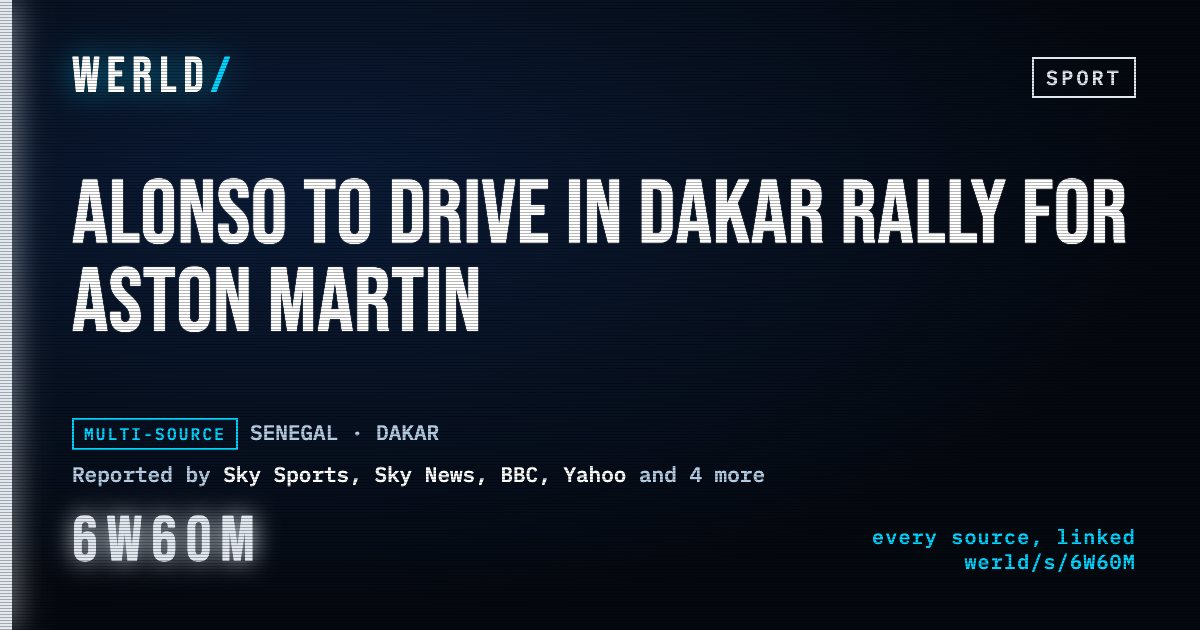 WERLD/
SPORT
ALONSO TO DRIVE IN DAKAR RALLY FOR
ASTON MARTIN
MULTI-SOURCE SENEGAL · DAKAR
Reported by Sky Sports, Sky News, BBC, Yahoo and 4 more
6W60M
every source, linked
werld/s/6W60M